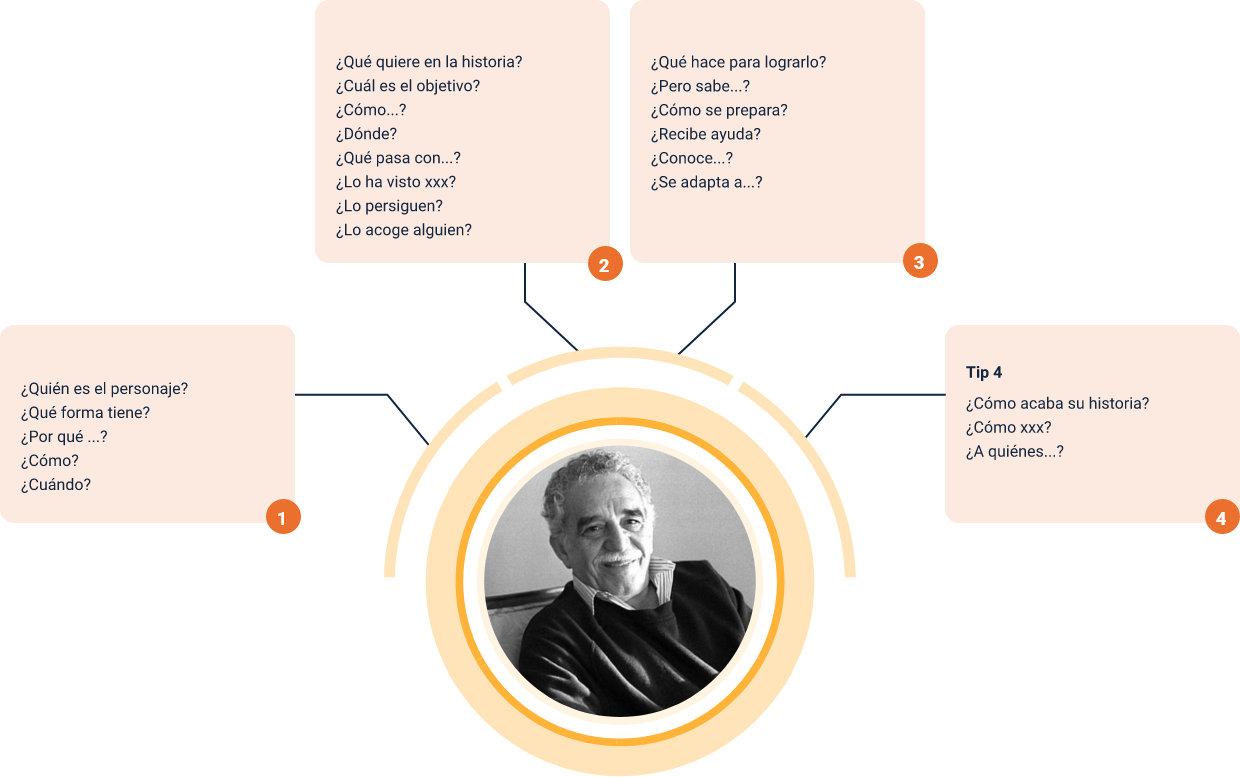 ¿Qué quiere en la historia?
¿Cuál es el objetivo?
¿Cómo...?
¿Dónde?
¿Qué pasa con...?
¿Lo ha visto xxx?
¿Lo persiguen?
¿Lo acoge alguien?
2
¿Qué hace para lograrlo?
¿Pero sabe...?
¿Cómo se prepara?
¿Recibe ayuda?
¿Conoce...?
¿Se adapta a...?
3
¿Quién es el personaje?
¿Qué forma tiene?
¿Por qué ...?
¿Cómo?
¿Cuándo?
1
Tip 4
¿Cómo acaba su historia?
¿Cómo xxx?
¿A quiénes...?
4